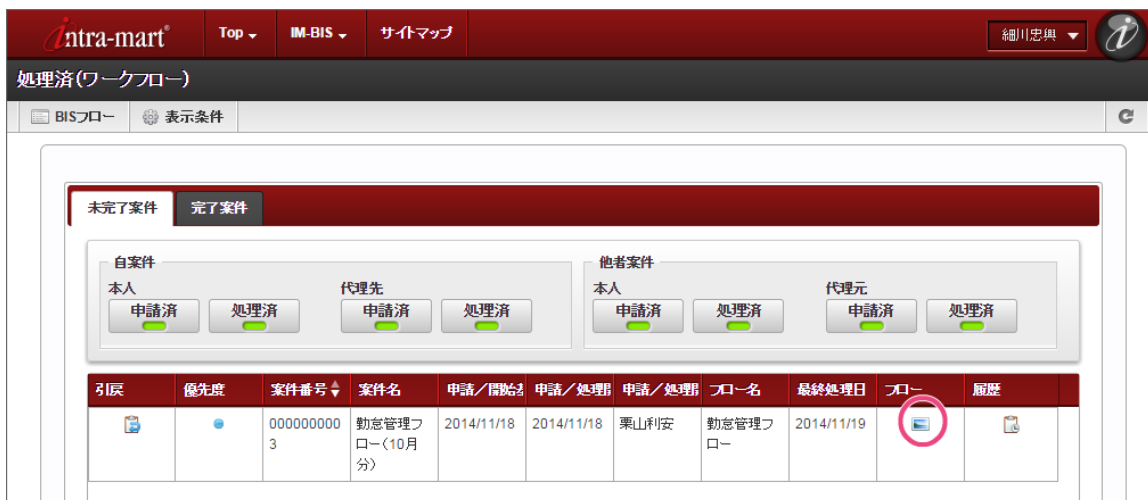 intra-mart®
Top
IM-BIS
サイトマップ
細川忠興
処理済(ワークフロー)
BISフロー
表示条件
未完了案件
完了案件
自案件
他者案件
本人
代理先
本人
代理元
申請済
処理済
申請済
処理済
申請済
処理済
申請済
処理済
引戻
優先度
案件番号
案件名
申請/開始
申請/処理
申請/処理
フロー名
最終処理日
フロー
履歴
000000000
3
勤怠管理フ
ロー(10月
分)
2014/11/18
2014/11/18
栗山利安
勤怠管理フ
ロー
2014/11/19